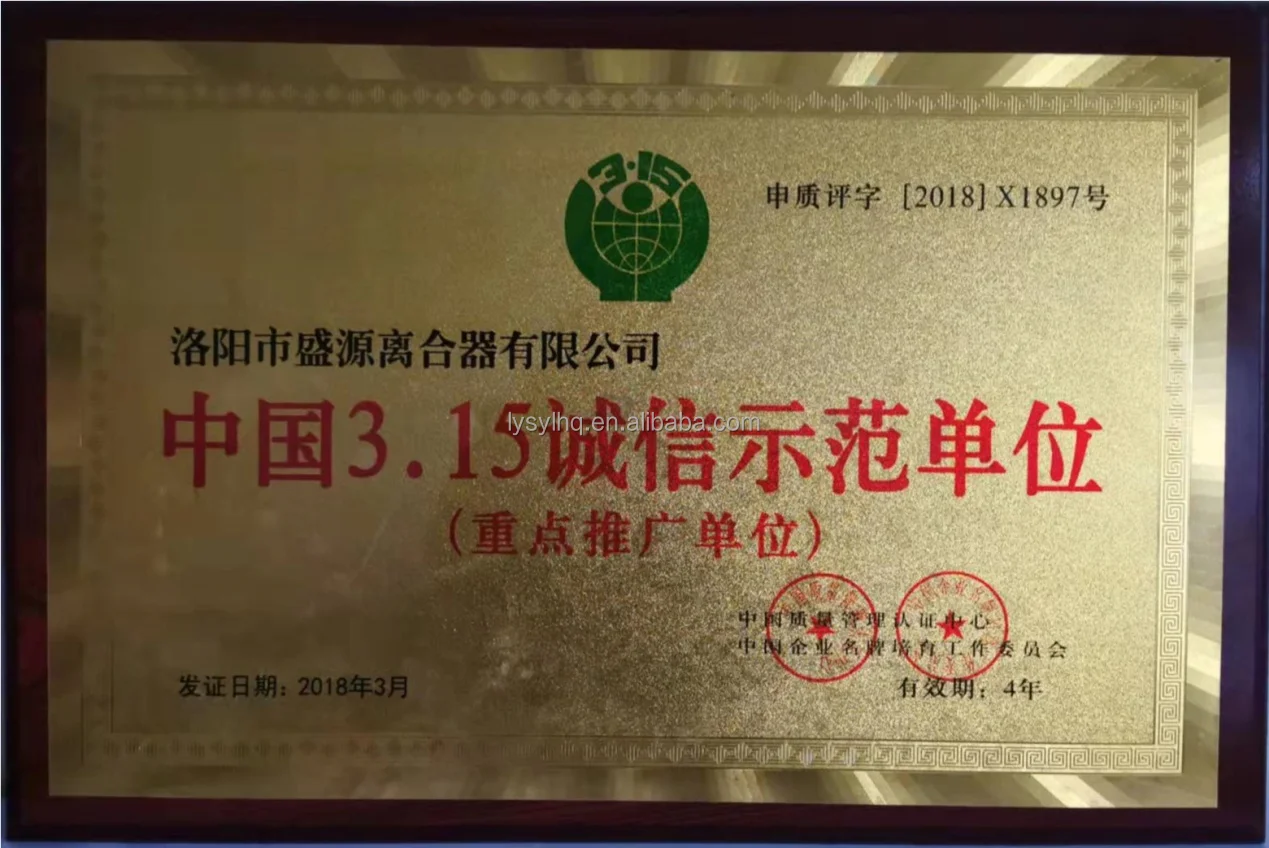 3·15
申质评字 [2018] X1897号
洛阳市盛源离合器有限公司
中国3.15诚信示范单位
lysylhq.en.alibaba.com
(重点推广单位)
中国质量管理认证中心
中国企业名牌培育工作委员会
发证日期：2018年3月
有效期：4年